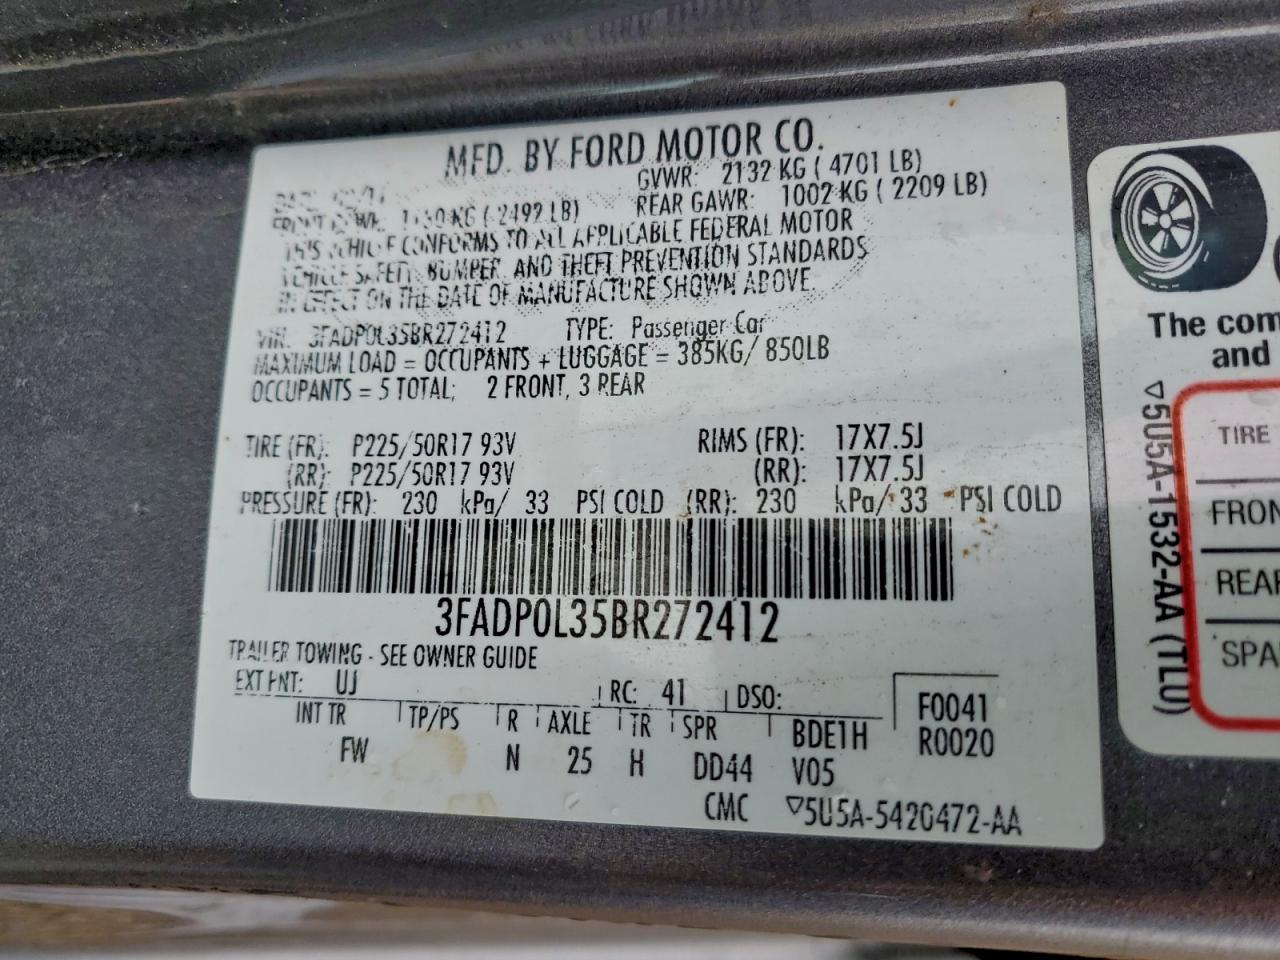 MFD. BY FORD MOTOR CO.
GVWR: 2132 KG ( 4701 LB)
KG ( 2492 LB) REAR GAWR: 1002 KG ( 2209 LB)
THIS VEHICLE CONFORMS TO ALL APPLICABLE FEDERAL MOTOR
VEHICLE SAFETY, BUMPER, AND THEFT PREVENTION STANDARDS
IN EFFECT ON THE DATE OF MANUFACTURE SHOWN ABOVE.
VIN: 3FADP0L35BR272412 TYPE: Passenger Car
MAXIMUM LOAD = OCCUPANTS + LUGGAGE = 385KG/ 850LB
OCCUPANTS = 5 TOTAL; 2 FRONT, 3 REAR
TIRE (FR): P225/50R17 93V RIMS (FR): 17X7.5J
(RR): P225/50R17 93V (RR): 17X7.5J
PRESSURE (FR): 230 kPa/ 33 PSI COLD (RR): 230 kPa/ 33 PSI COLD
3FADP0L35BR272412
TRAILER TOWING - SEE OWNER GUIDE
EXT PNT: UJ RC: 41 DSO: F0041
INT TR TP/PS R AXLE TR SPR BDE1H R0020
FW N 25 H DD44 V05
CMC ▽5U5A-5420472-AA
The com
and
▽5U5A-1532-AA (TLU)
TIRE
FRON
REAR
SPA